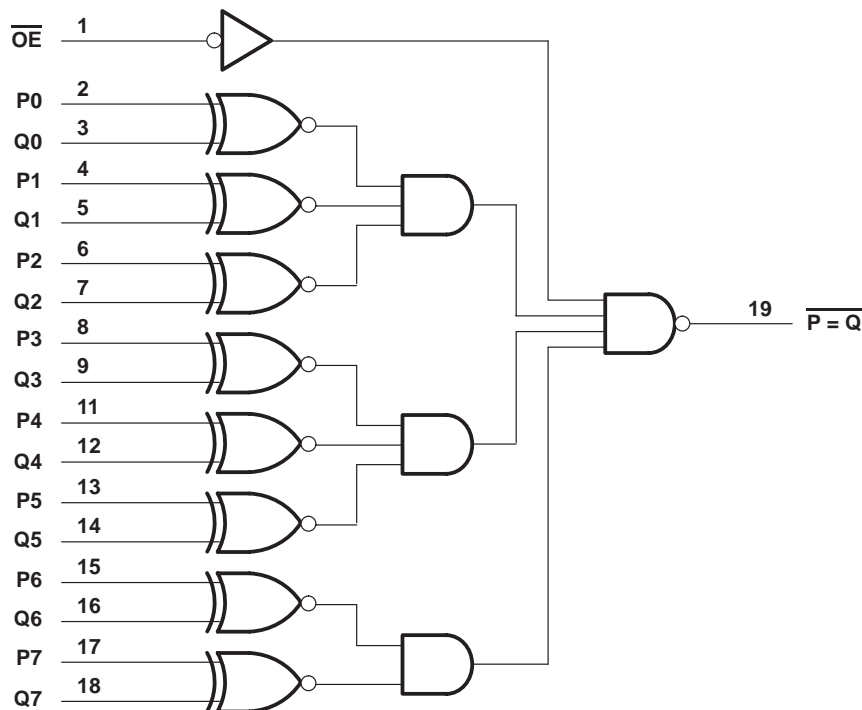 O̅E̅ 1
P0 2
Q0 3
P1 4
Q1 5
P2 6
Q2 7
P3 8
Q3 9
P4 11
Q4 12
P5 13
Q5 14
P6 15
Q6 16
P7 17
Q7 18
19 P̅ ̅=̅ ̅Q̅